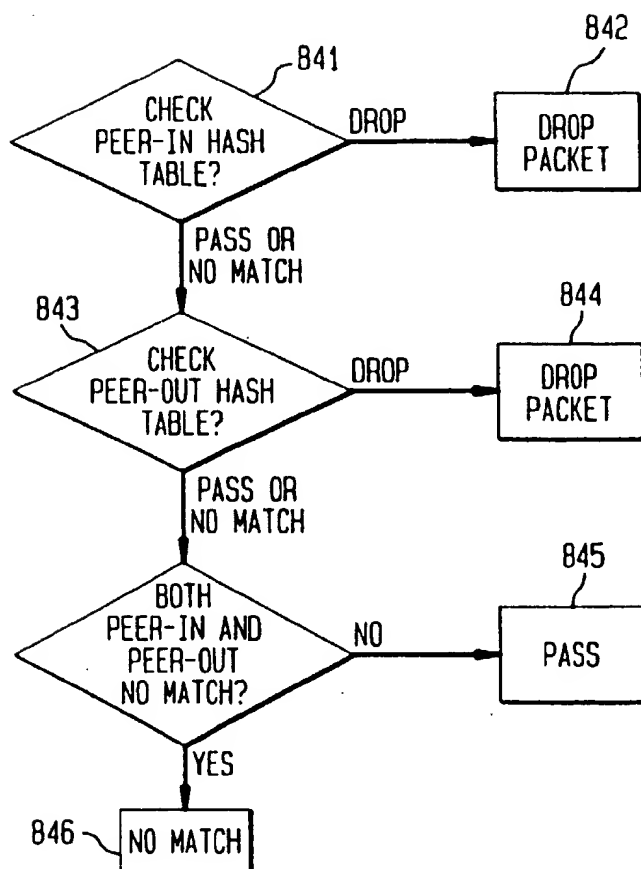 841
CHECK
PEER-IN HASH
TABLE?
DROP
842
DROP
PACKET
PASS OR
NO MATCH
843
CHECK
PEER-OUT HASH
TABLE?
DROP
844
DROP
PACKET
PASS OR
NO MATCH
BOTH
PEER-IN AND
PEER-OUT
NO MATCH?
NO
845
PASS
YES
846
NO MATCH